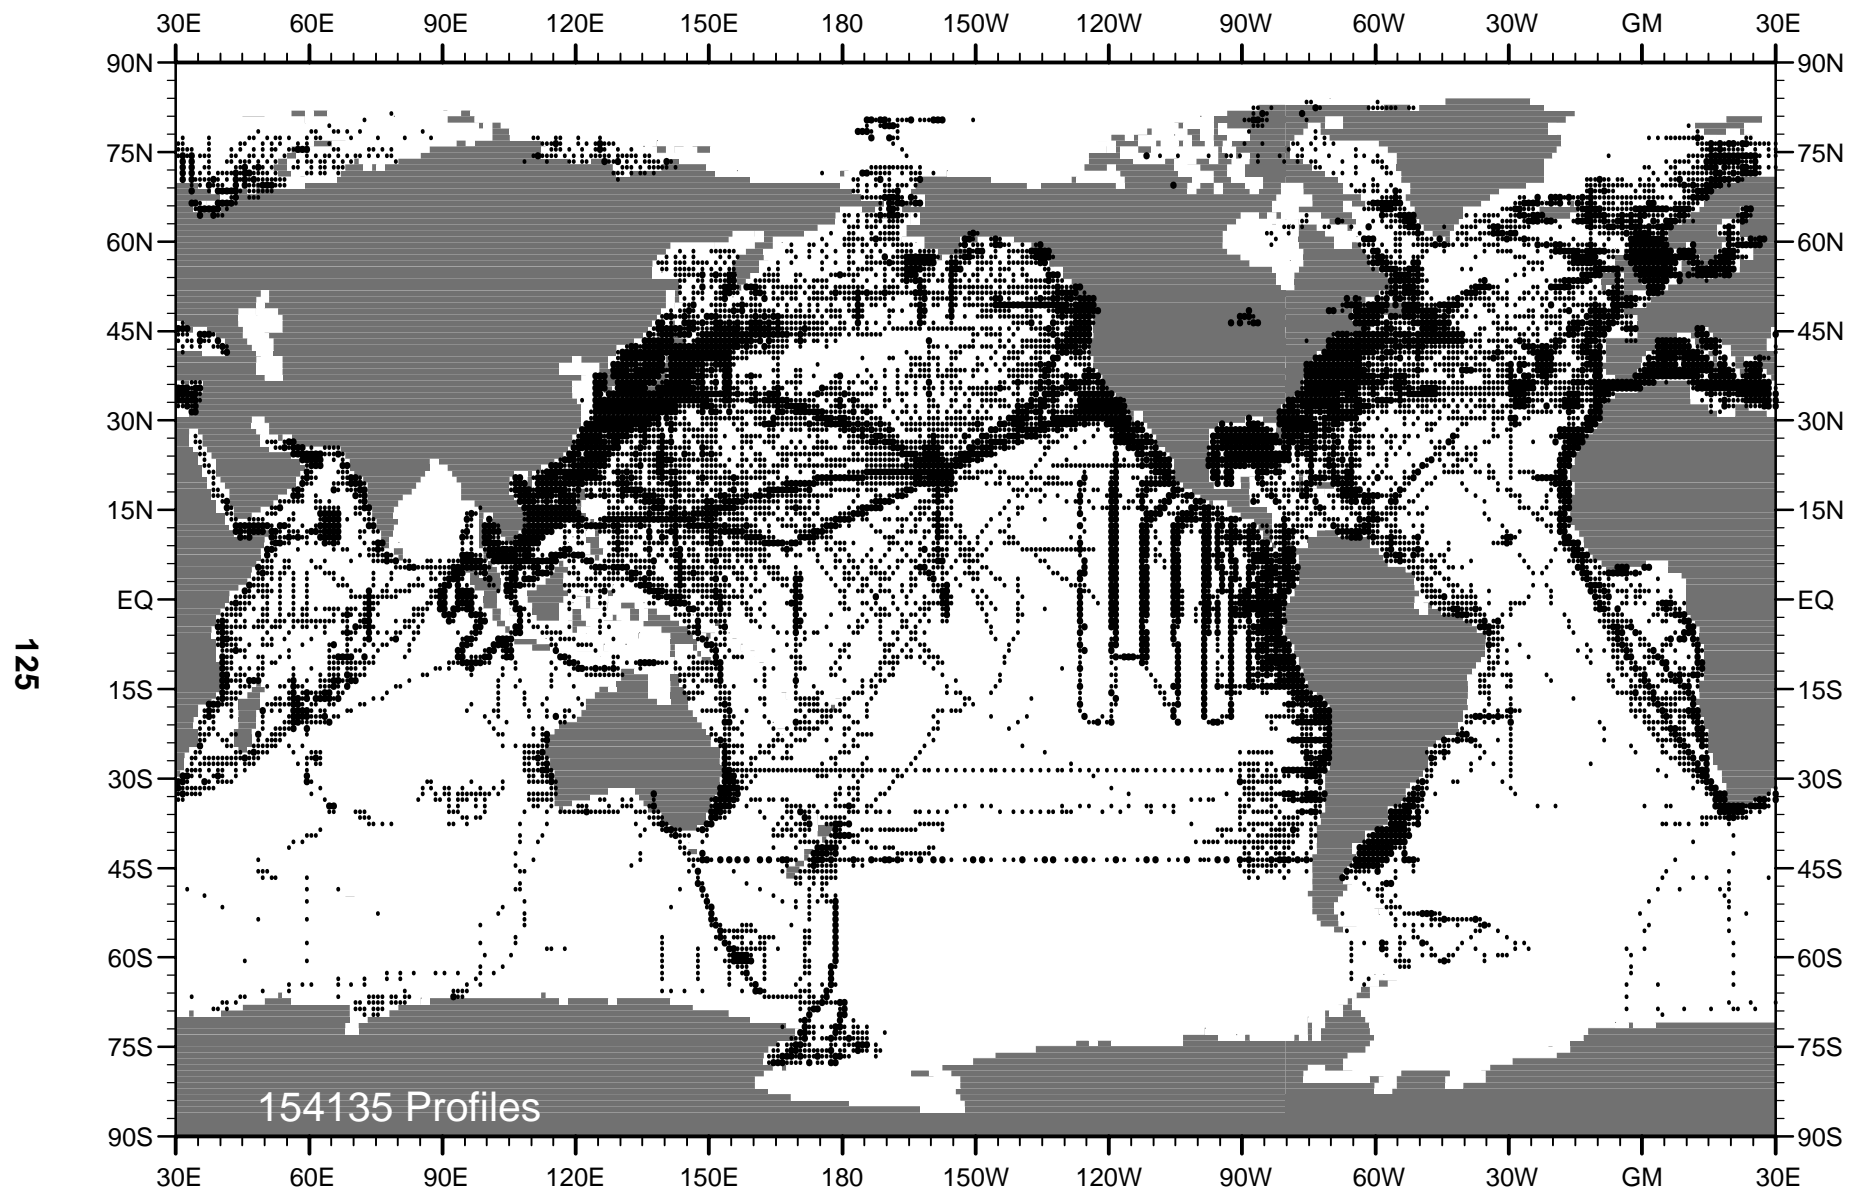 30E 60E 90E 120E 150E 180 150W 120W 90W 60W 30W GM 30E
90N 90N
75N 75N
60N 60N
45N 45N
30N 30N
15N 15N
EQ EQ
125
15S 15S
30S 30S
45S 45S
60S 60S
75S 75S
154135 Profiles
90S 90S
30E 60E 90E 120E 150E 180 150W 120W 90W 60W 30W GM 30E